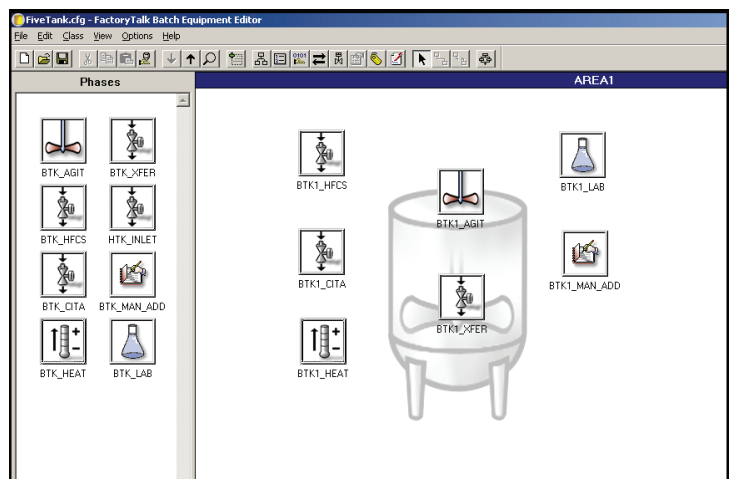 FiveTank.cfg - FactoryTalk Batch Equipment Editor
File Edit Class View Options Help
0101
Phases
AREA1
BTK_AGIT BTK_XFER
BTK_HFCS HTK_INLET
BTK_CITA BTK_MAN_ADD
BTK_HEAT BTK_LAB
BTK1_HFCS
BTK1_AGIT
BTK1_LAB
BTK1_CITA
BTK1_XFER
BTK1_MAN_ADD
BTK1_HEAT